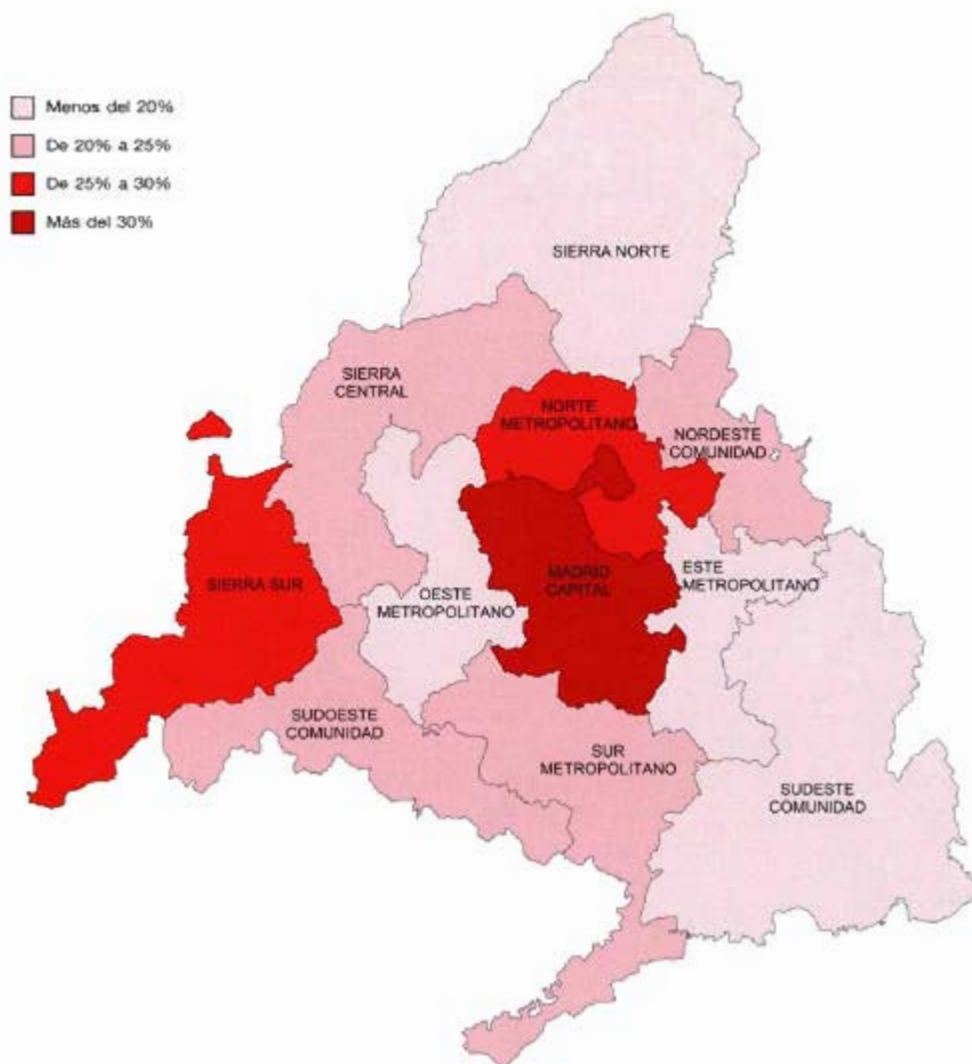 Menos del 20%
De 20% a 25%
De 25% a 30%
Más del 30%
SIERRA NORTE
SIERRA
CENTRAL
NORTE
METROPOLITANO
NORDESTE
COMUNIDAD
SIERRA SUR
OESTE
METROPOLITANO
MADRID
CAPITAL
ESTE
METROPOLITANO
SUDOESTE
COMUNIDAD
SUR
METROPOLITANO
SUDESTE
COMUNIDAD